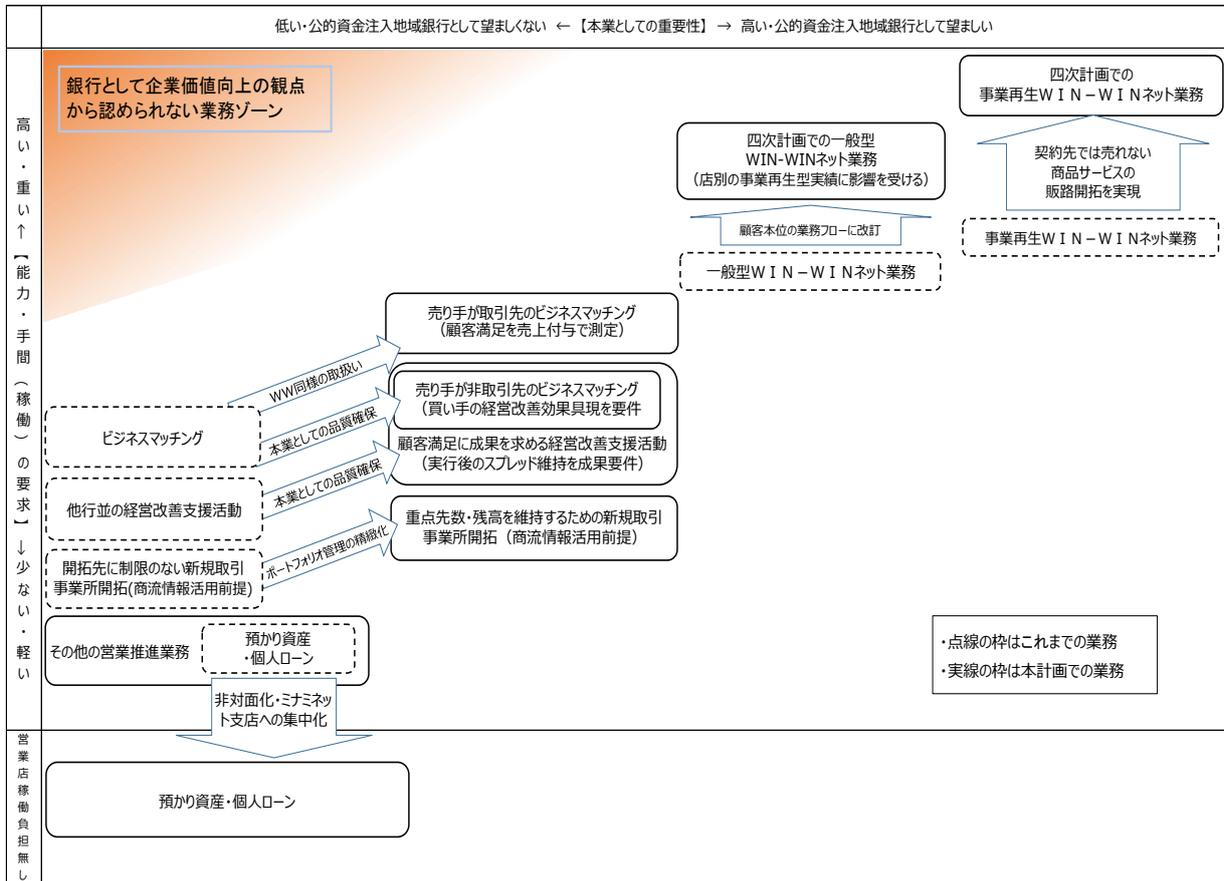 低い・公的資金注入地域銀行として望ましくない ← 【本業としての重要性】 → 高い・公的資金注入地域銀行として望ましい
高い・重い↑【能力・手間(稼働)の要求】↓少ない・軽い
銀行として企業価値向上の観点
から認められない業務ゾーン
四次計画での
事業再生WIN-WINネット業務
四次計画での一般型
WIN-WINネット業務
(店別の事業再生型実績に影響を受ける)
契約先では売れない
商品サービスの
販路開拓を実現
顧客本位の業務フローに改訂
事業再生WIN-WINネット業務
一般型WIN-WINネット業務
売り手が取引先のビジネスマッチング
(顧客満足を売上付与で測定)
WW同様の取扱い
売り手が非取引先のビジネスマッチング
(買い手の経営改善効果具現を要件
ビジネスマッチング
本業としての品質確保
顧客満足に成果を求める経営改善支援活動
(実行後のスプレッド維持を成果要件)
他行並の経営改善支援活動
本業としての品質確保
重点先数・残高を維持するための新規取引
事業所開拓(商流情報活用前提)
開拓先に制限のない新規取引
事業所開拓(商流情報活用前提)
ポートフォリオ管理の精緻化
その他の営業推進業務
預かり資産
・個人ローン
・点線の枠はこれまでの業務
・実線の枠は本計画での業務
非対面化・ミナミネッ
ト支店への集中化
営業店稼働負担無し
預かり資産・個人ローン